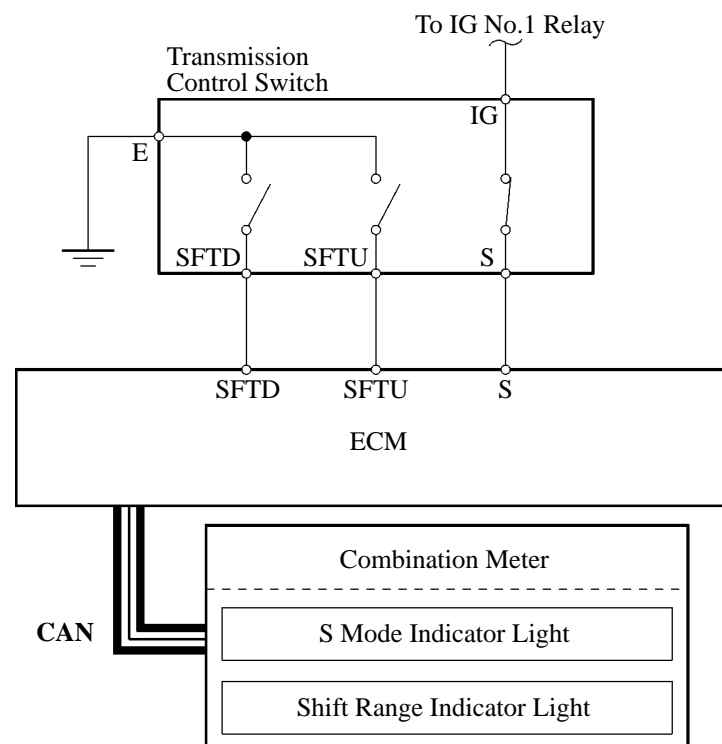 To IG No.1 Relay
Transmission
Control Switch
IG
E
SFTD
SFTU
S
SFTD
SFTU
S
ECM
Combination Meter
CAN
S Mode Indicator Light
Shift Range Indicator Light